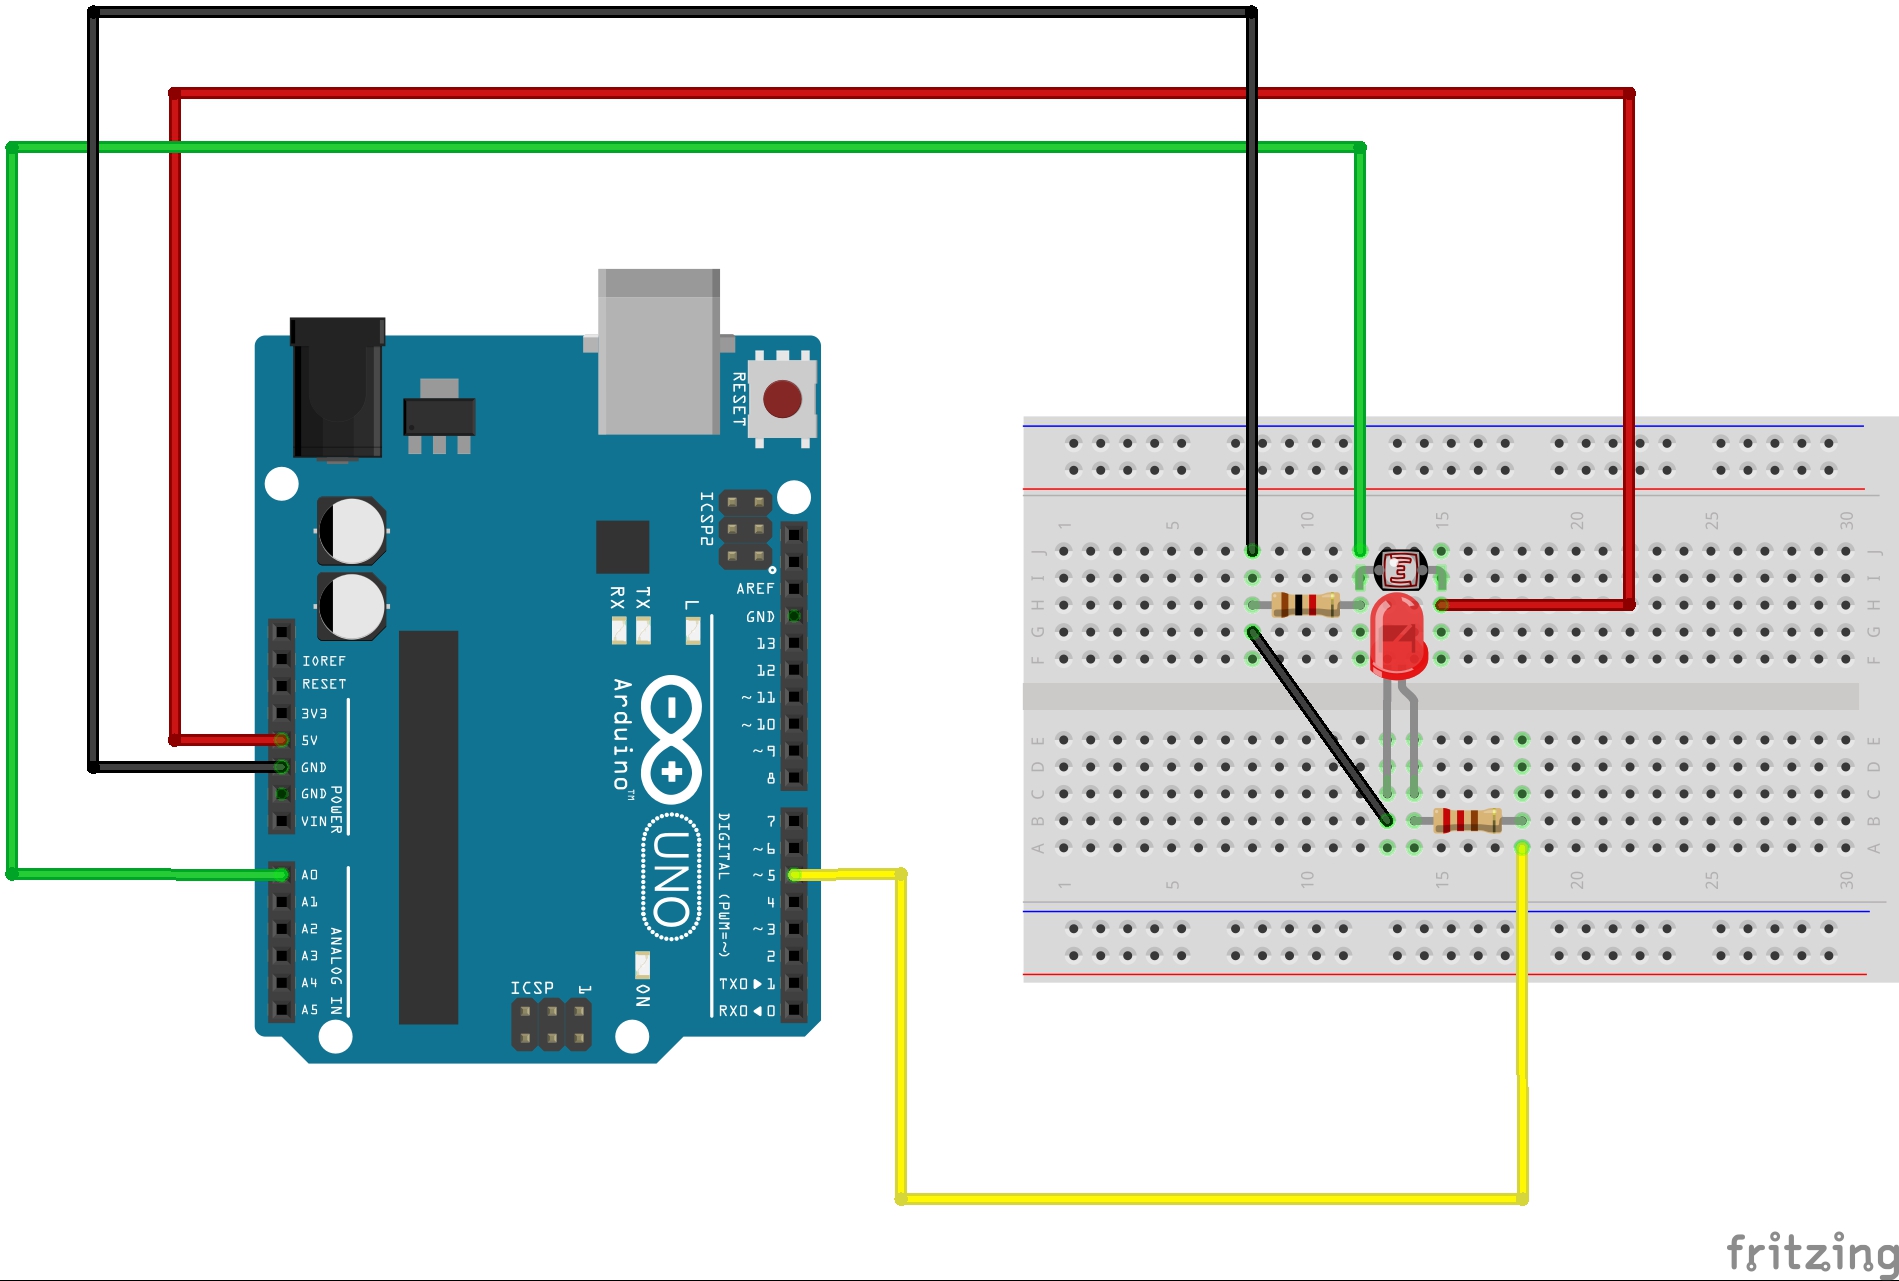 RESET
ICSP2
AREF
GND
13
12
~11
~10
~9
8
7
~6
~5
4
~3
2
TX0▶1
RX0◀0
DIGITAL (PWM=~)
RX
TX
L
Arduino™
UNO
ON
ICSP
1
IOREF
RESET
3V3
5V
GND
GND
VIN
POWER
A0
A1
A2
A3
A4
A5
ANALOG IN
1 5 10 15 20 25 30
J J
I I
H H
G G
F F
E E
D D
C C
B B
A A
1 5 10 15 20 25 30
fritzing